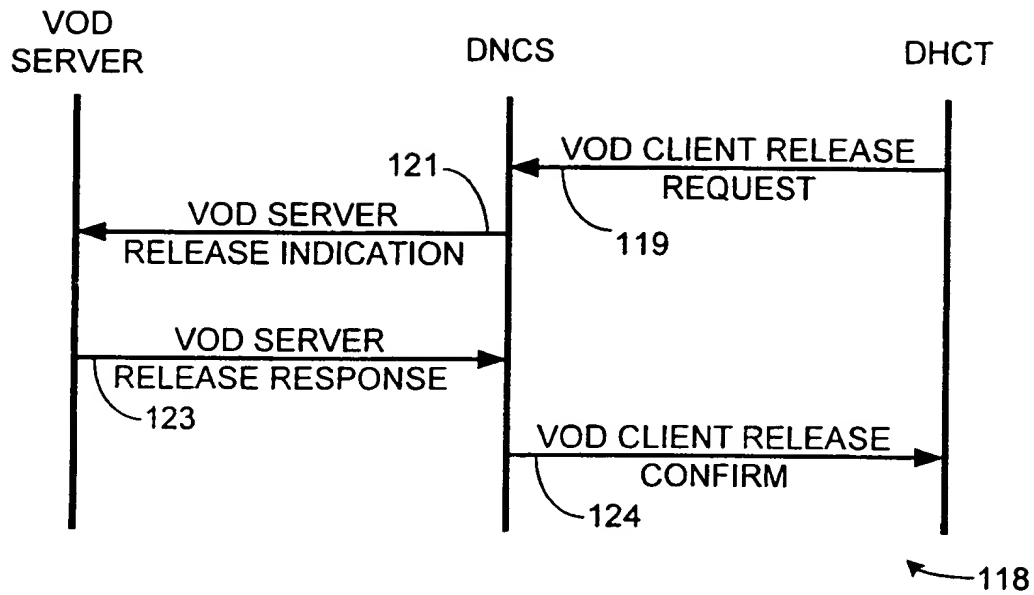 VOD
SERVER
DNCS
DHCT
VOD CLIENT RELEASE
REQUEST
119
121
VOD SERVER
RELEASE INDICATION
VOD SERVER
RELEASE RESPONSE
123
VOD CLIENT RELEASE
CONFIRM
124
118